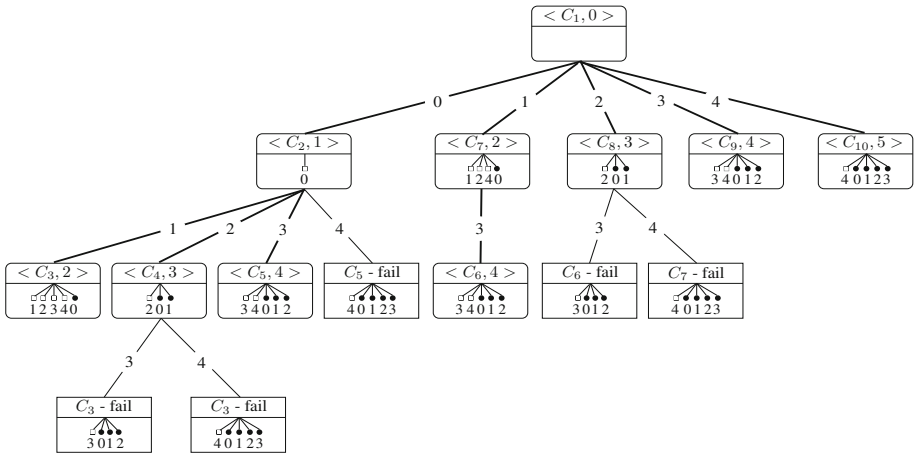 < C₁, 0 >
0 1 2 3 4
< C₂, 1 > < C₇, 2 > < C₈, 3 > < C₉, 4 > < C₁₀, 5 >
0 1 2 4 0 2 0 1 3 4 0 1 2 4 0 1 2 3
1 2 3 4 3 3 4
< C₃, 2 > < C₄, 3 > < C₅, 4 > C₅ - fail < C₆, 4 > C₆ - fail C₇ - fail
1 2 3 4 0 2 0 1 3 4 0 1 2 4 0 1 2 3 3 4 0 1 2 3 0 1 2 4 0 1 2 3
3 4
C₃ - fail C₃ - fail
3 0 1 2 4 0 1 2 3